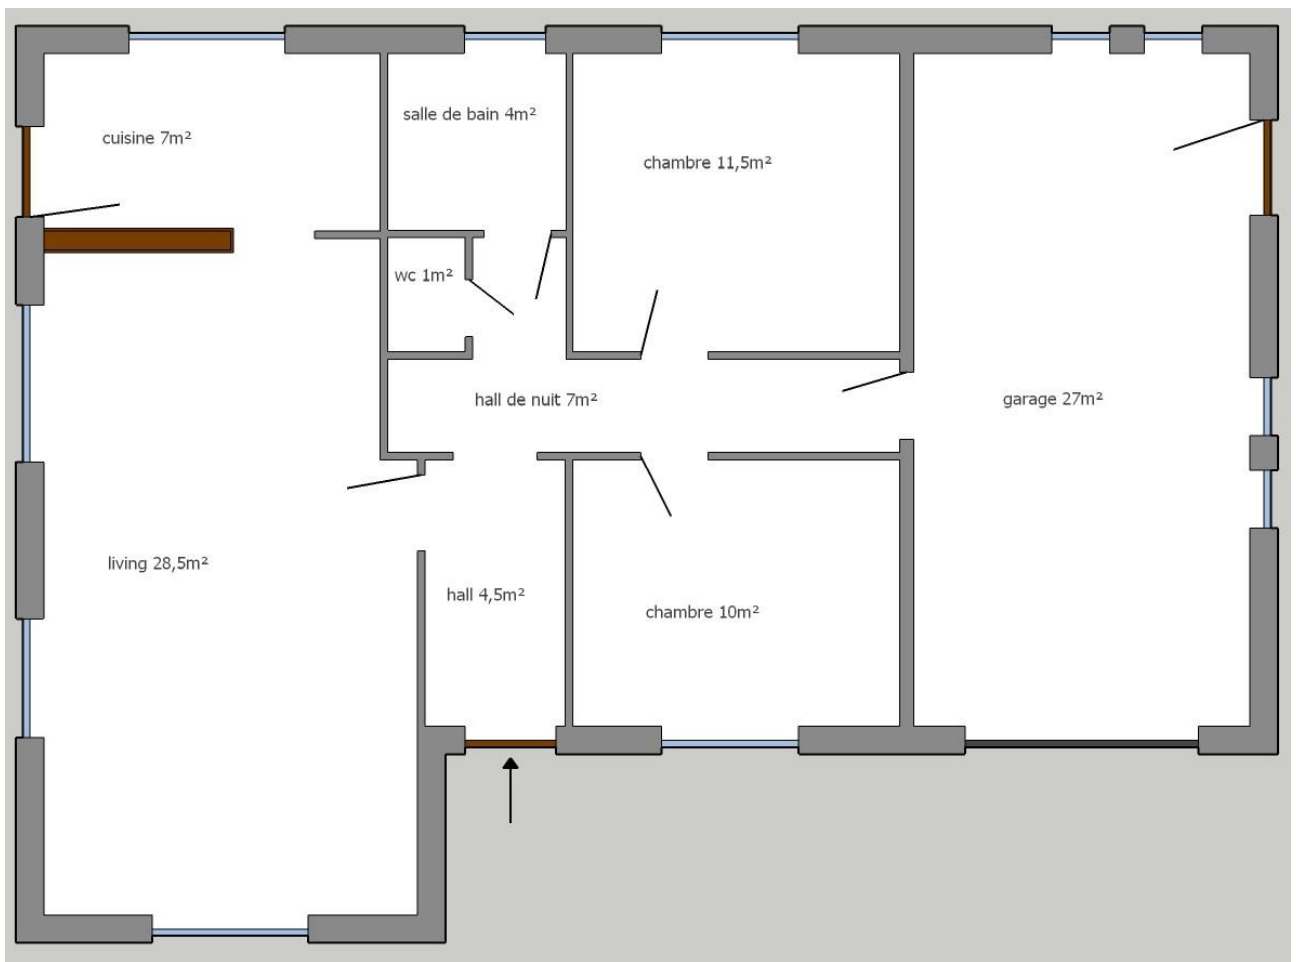 salle de bain 4m²
cuisine 7m²
chambre 11,5m²
wc 1m²
hall de nuit 7m²
garage 27m²
living 28,5m²
hall 4,5m²
chambre 10m²